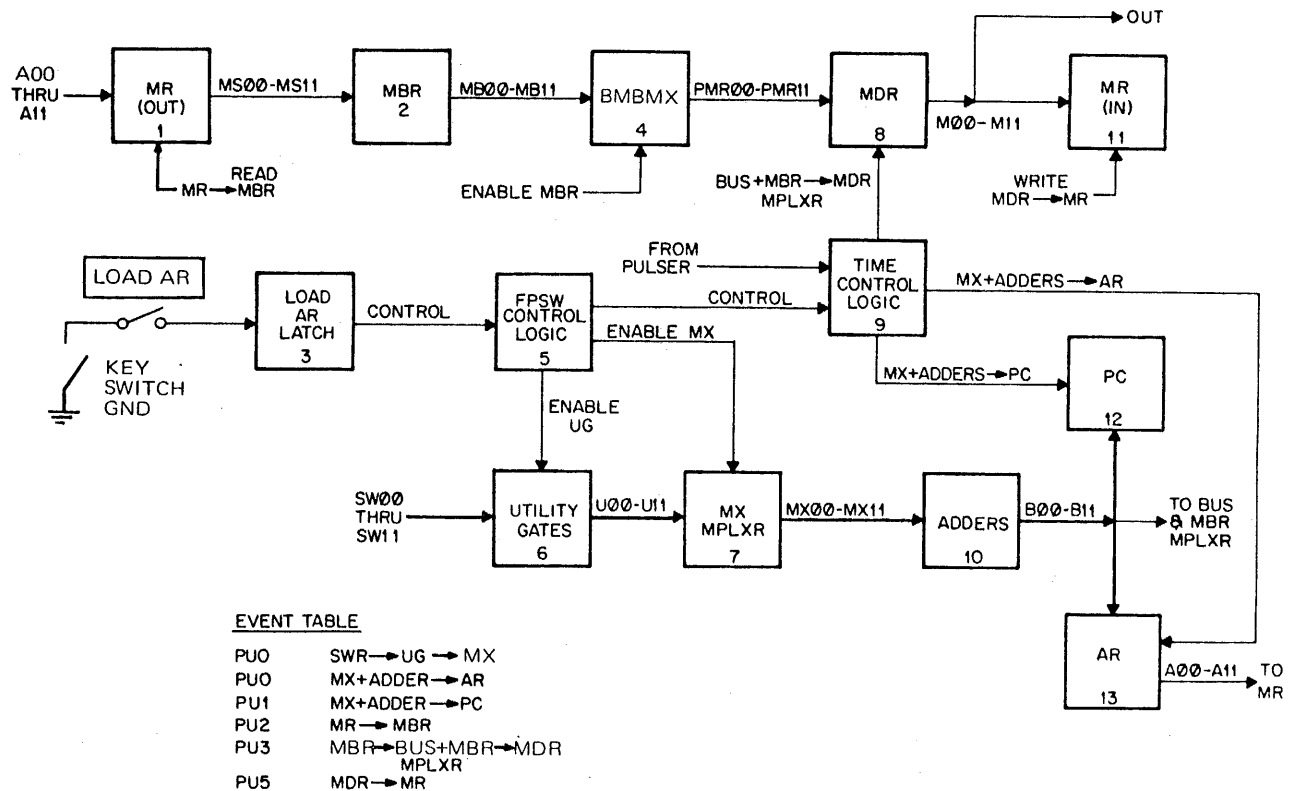 OUT
A00
THRU
A11
MR
(OUT)
1
MS00-MS11
MBR
2
MB00-MB11
BMBMX
4
PMR00-PMR11
MDR
8
M00-M11
MR
(IN)
11
READ
MR→MBR
ENABLE MBR
BUS+MBR→MDR
MPLXR
WRITE
MDR→MR
LOAD AR
KEY
SWITCH
GND
LOAD
AR
LATCH
3
CONTROL
FPSW
CONTROL
LOGIC
5
FROM
PULSER
CONTROL
ENABLE MX
TIME
CONTROL
LOGIC
9
MX+ADDERS→AR
MX+ADDERS→PC
PC
12
ENABLE
UG
SW00
THRU
SW11
UTILITY
GATES
6
U00-U11
MX
MPLXR
7
MX00-MX11
ADDERS
10
B00-B11
TO BUS
& MBR
MPLXR
AR
13
A00-A11
TO
MR
EVENT TABLE
PU0 SWR→UG→MX
PU0 MX+ADDER→AR
PU1 MX+ADDER→PC
PU2 MR→MBR
PU3 MBR→BUS+MBR→MDR
MPLXR
PU5 MDR→MR